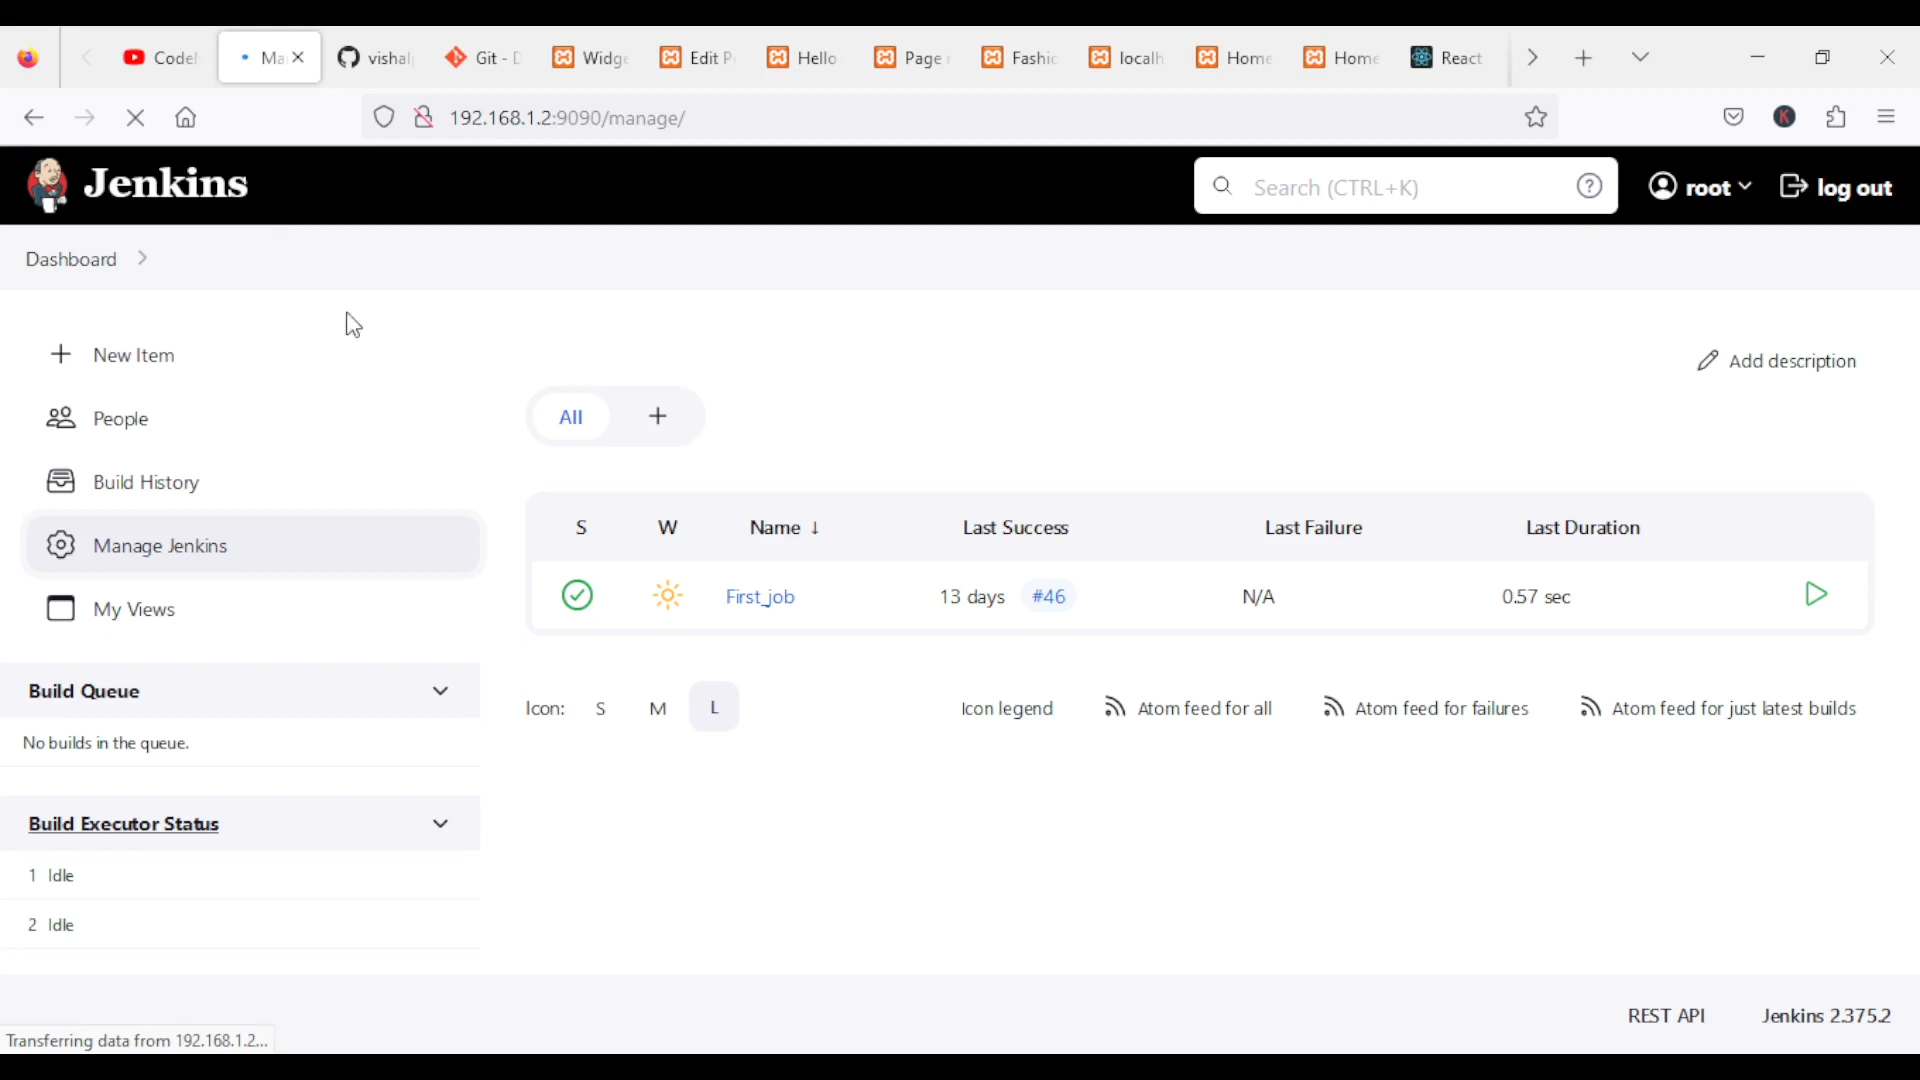 Code
Ma
vishal
Git - D
Widge
Edit P
Hello
Page
Fashio
localh
Home
Home
React
192.168.1.2:9090/manage/
Jenkins
Search (CTRL+K)
root
log out
Dashboard
New Item
Add description
People
All +
Build History
Manage Jenkins
My Views
S W Name ↓ Last Success Last Failure Last Duration
First_job 13 days #46 N/A 0.57 sec
Build Queue
No builds in the queue.
Icon: S M L
Icon legend
Atom feed for all
Atom feed for failures
Atom feed for just latest builds
Build Executor Status
1 Idle
2 Idle
REST API
Jenkins 2.375.2
Transferring data from 192.168.1.2...